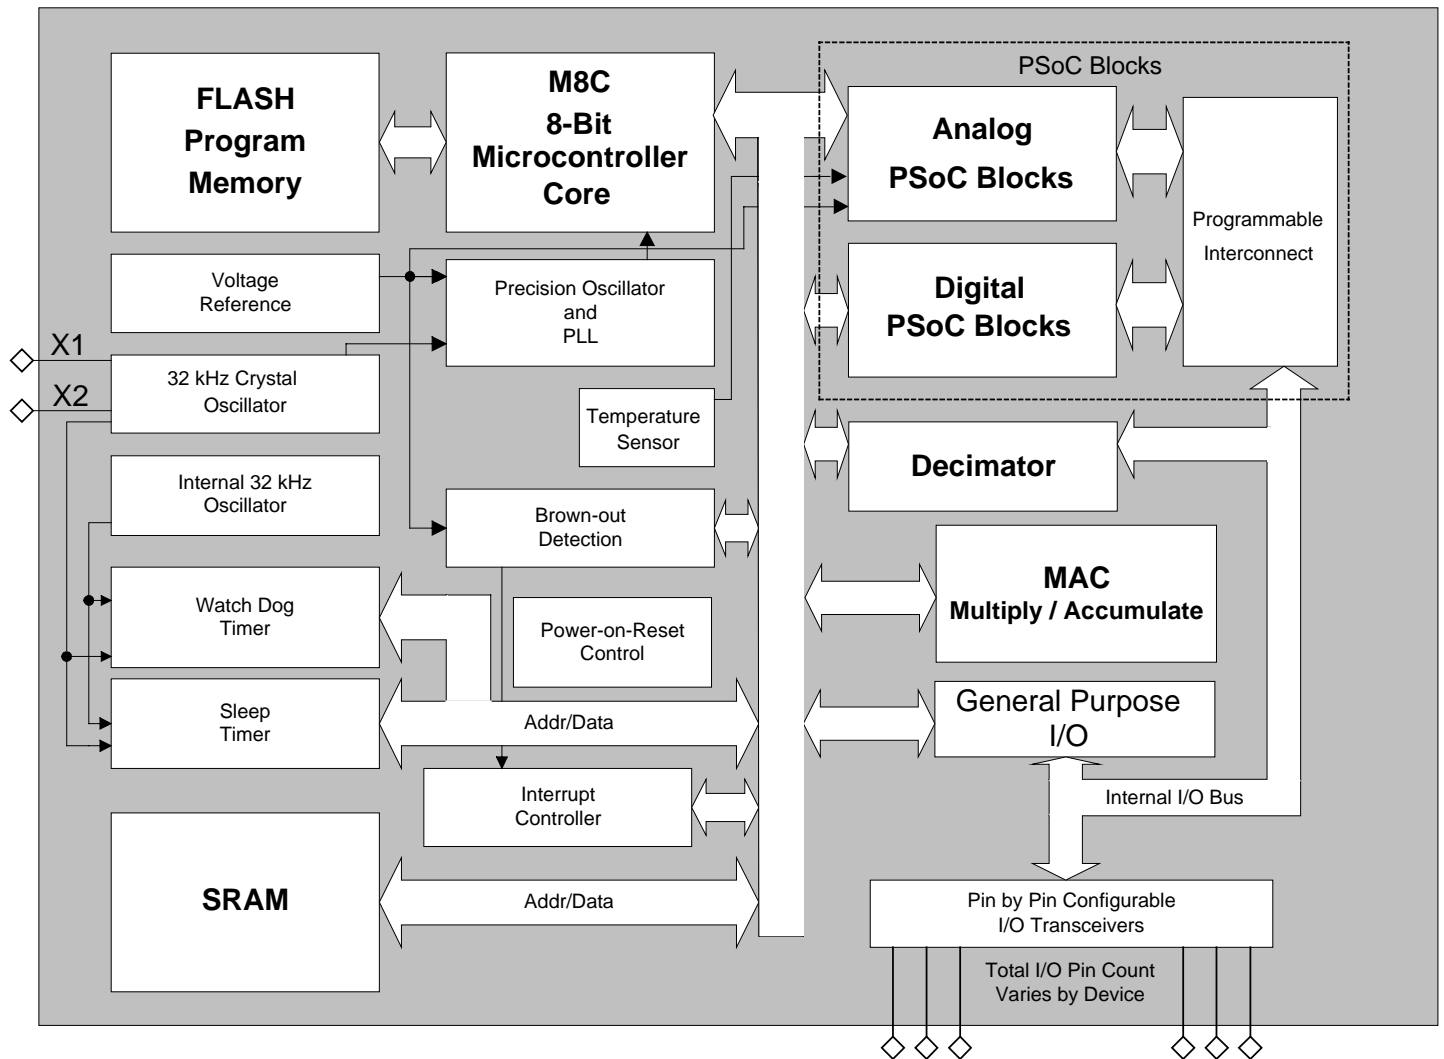 FLASH
Program
Memory
M8C
8-Bit
Microcontroller
Core
PSoC Blocks
Analog
PSoC Blocks
Programmable
Interconnect
Voltage
Reference
Precision Oscillator
and
PLL
Digital
PSoC Blocks
X1
X2
32 kHz Crystal
Oscillator
Temperature
Sensor
Decimator
Internal 32 kHz
Oscillator
Brown-out
Detection
MAC
Multiply / Accumulate
Watch Dog
Timer
Power-on-Reset
Control
Sleep
Timer
Addr/Data
General Purpose
I/O
Interrupt
Controller
Internal I/O Bus
SRAM
Addr/Data
Pin by Pin Configurable
I/O Transceivers
Total I/O Pin Count
Varies by Device